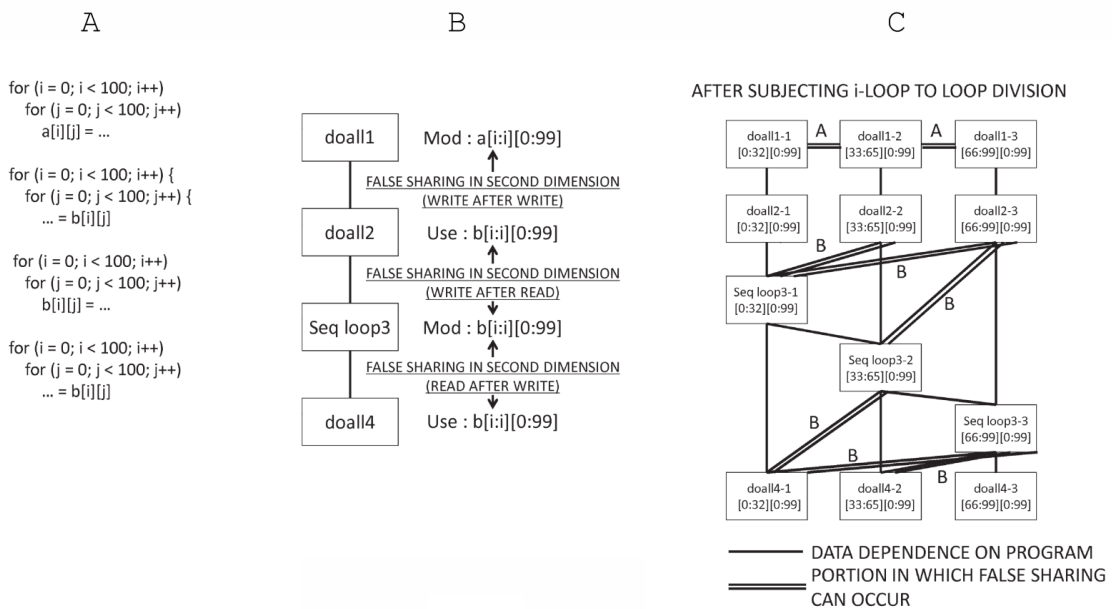 A
B
C
for (i = 0; i < 100; i++)
for (j = 0; j < 100; j++)
a[i][j] = ...
for (i = 0; i < 100; i++) {
for (j = 0; j < 100; j++) {
... = b[i][j]
for (i = 0; i < 100; i++)
for (j = 0; j < 100; j++)
b[i][j] = ...
for (i = 0; i < 100; i++)
for (j = 0; j < 100; j++)
... = b[i][j]
doall1
Mod : a[i:i][0:99]
FALSE SHARING IN SECOND DIMENSION
(WRITE AFTER WRITE)
doall2
Use : b[i:i][0:99]
FALSE SHARING IN SECOND DIMENSION
(WRITE AFTER READ)
Seq loop3
Mod : b[i:i][0:99]
FALSE SHARING IN SECOND DIMENSION
(READ AFTER WRITE)
doall4
Use : b[i:i][0:99]
AFTER SUBJECTING i-LOOP TO LOOP DIVISION
doall1-1
[0:32][0:99]
A
doall1-2
[33:65][0:99]
A
doall1-3
[66:99][0:99]
doall2-1
[0:32][0:99]
doall2-2
[33:65][0:99]
doall2-3
[66:99][0:99]
B
B
B
Seq loop3-1
[0:32][0:99]
Seq loop3-2
[33:65][0:99]
Seq loop3-3
[66:99][0:99]
B
B
B
doall4-1
[0:32][0:99]
doall4-2
[33:65][0:99]
doall4-3
[66:99][0:99]
DATA DEPENDENCE ON PROGRAM
PORTION IN WHICH FALSE SHARING
CAN OCCUR